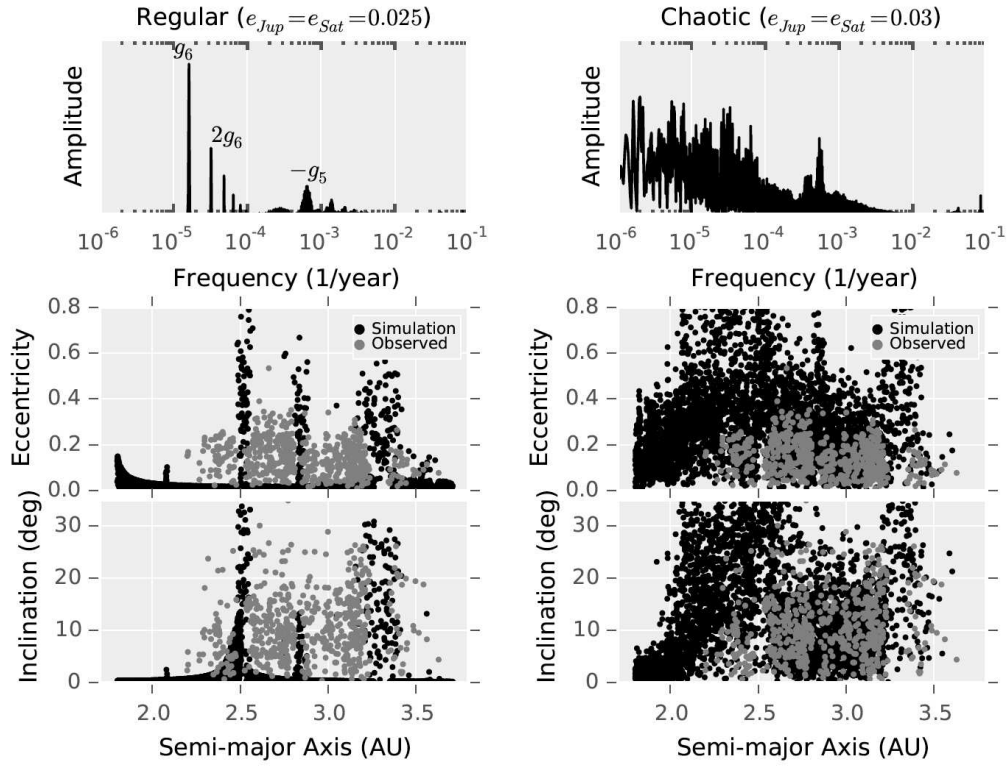 Regular (e_Jup = e_Sat = 0.025)
Amplitude
g_6
2g_6
−g_5
10^-6 10^-5 10^-4 10^-3 10^-2 10^-1
Frequency (1/year)
Eccentricity
0.8
0.6
0.4
0.2
0.0
Simulation
Observed
Inclination (deg)
30
20
10
0
2.0 2.5 3.0 3.5
Semi-major Axis (AU)
Chaotic (e_Jup = e_Sat = 0.03)
Amplitude
10^-6 10^-5 10^-4 10^-3 10^-2 10^-1
Frequency (1/year)
Eccentricity
0.8
0.6
0.4
0.2
0.0
Simulation
Observed
Inclination (deg)
30
20
10
0
2.0 2.5 3.0 3.5
Semi-major Axis (AU)